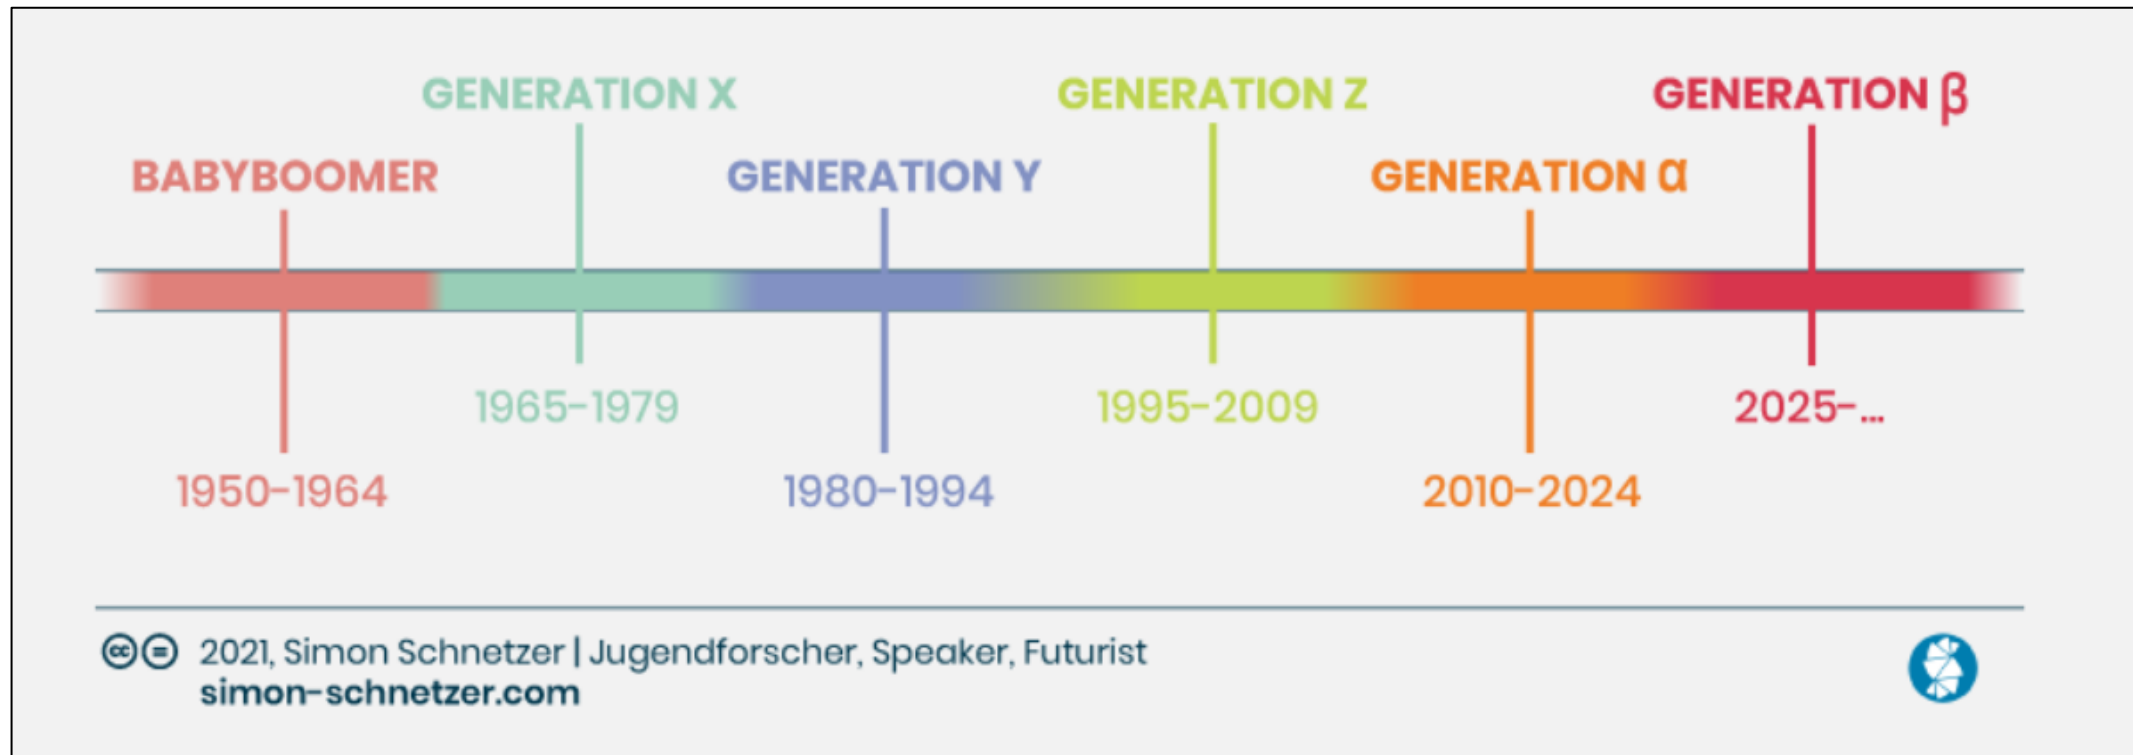 GENERATION X
GENERATION Z
GENERATION β
BABYBOOMER
GENERATION Y
GENERATION α
1965-1979
1995-2009
2025-...
1950-1964
1980-1994
2010-2024
cc = 2021, Simon Schnetzer | Jugendforscher, Speaker, Futurist
simon-schnetzer.com